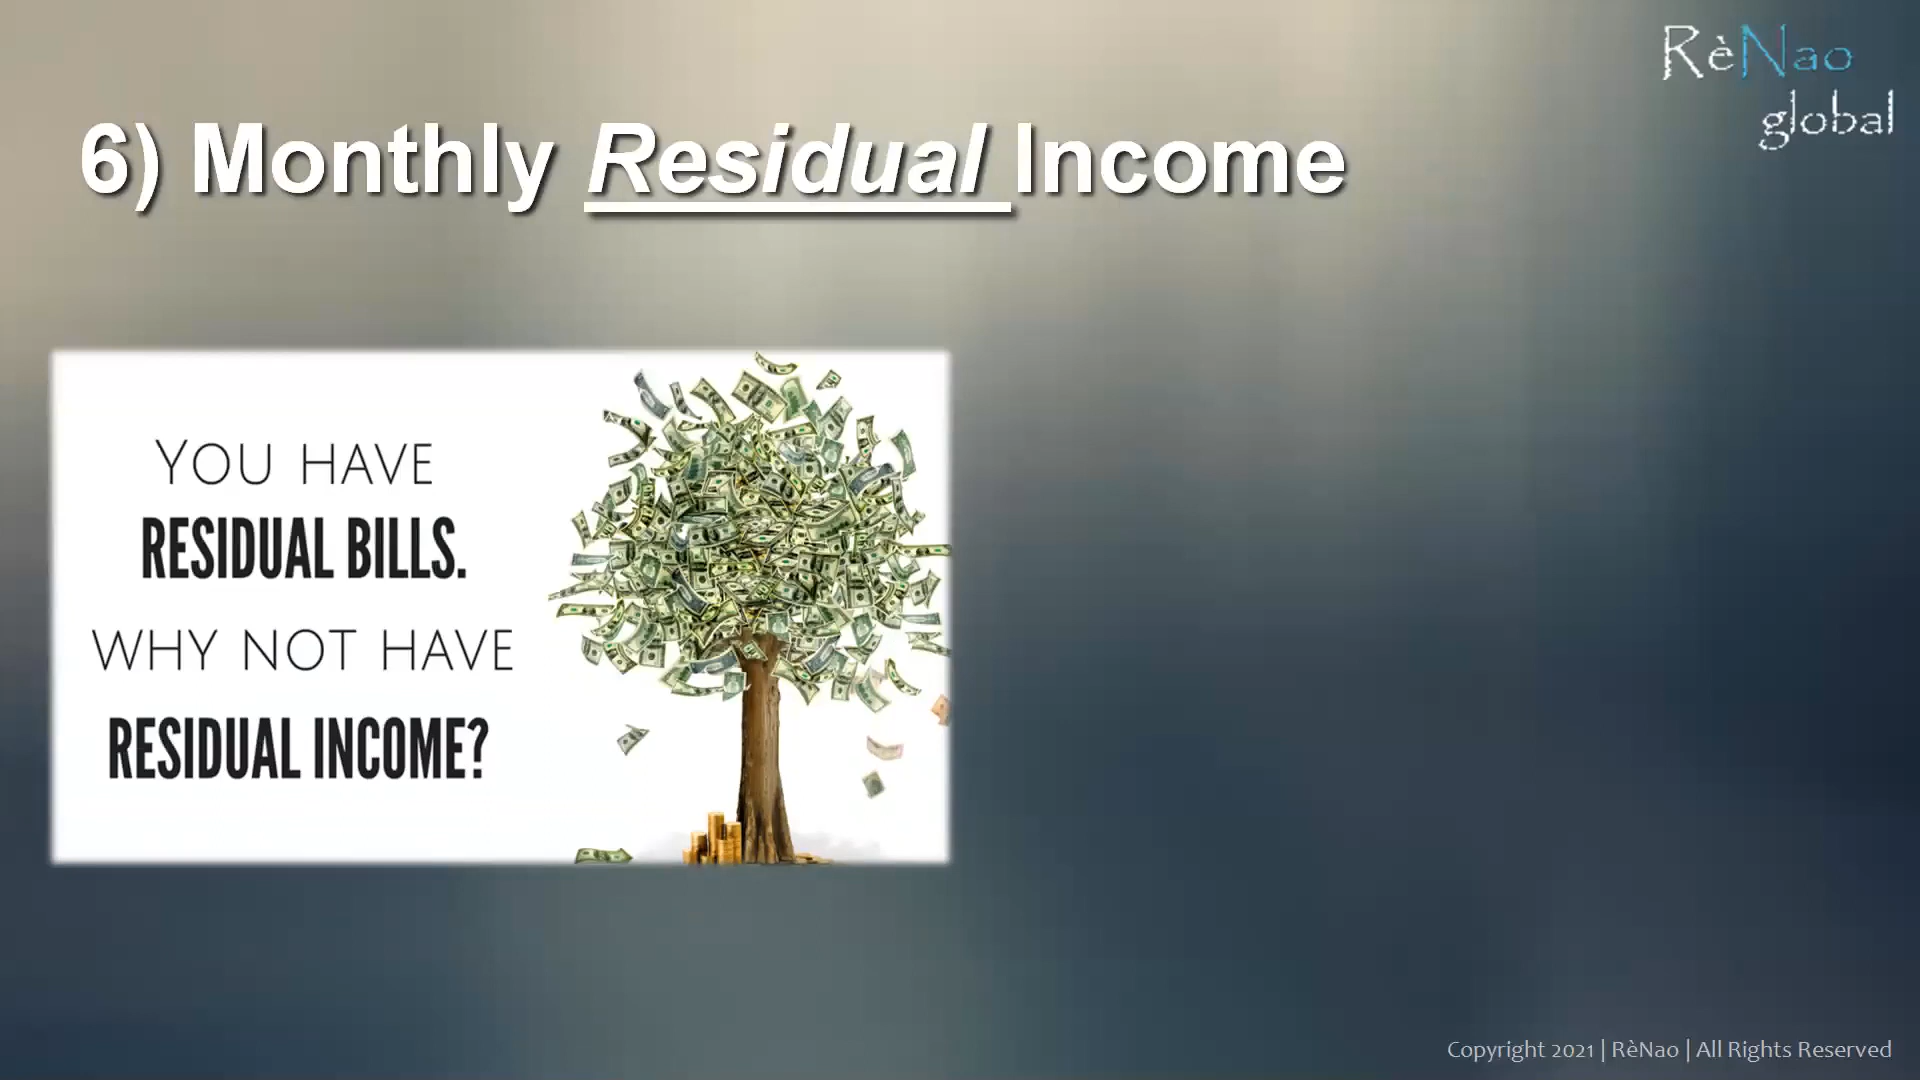 RèNao
global
6) Monthly Residual Income
YOU HAVE
RESIDUAL BILLS.
WHY NOT HAVE
RESIDUAL INCOME?
Copyright 2021 | RèNao | All Rights Reserved